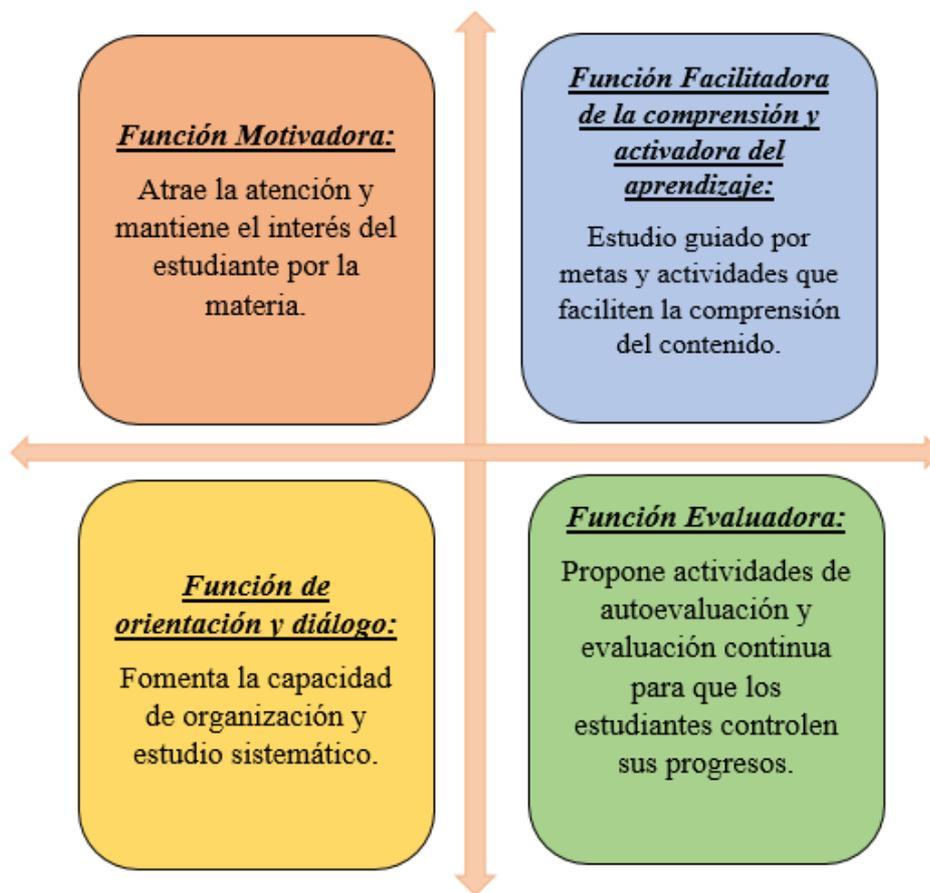 Función Motivadora:
Atrae la atención y
mantiene el interés del
estudiante por la
materia.
Función Facilitadora
de la comprensión y
activadora del
aprendizaje:
Estudio guiado por
metas y actividades que
faciliten la comprensión
del contenido.
Función de
orientación y diálogo:
Fomenta la capacidad
de organización y
estudio sistemático.
Función Evaluadora:
Propone actividades de
autoevaluación y
evaluación continua
para que los
estudiantes controlen
sus progresos.